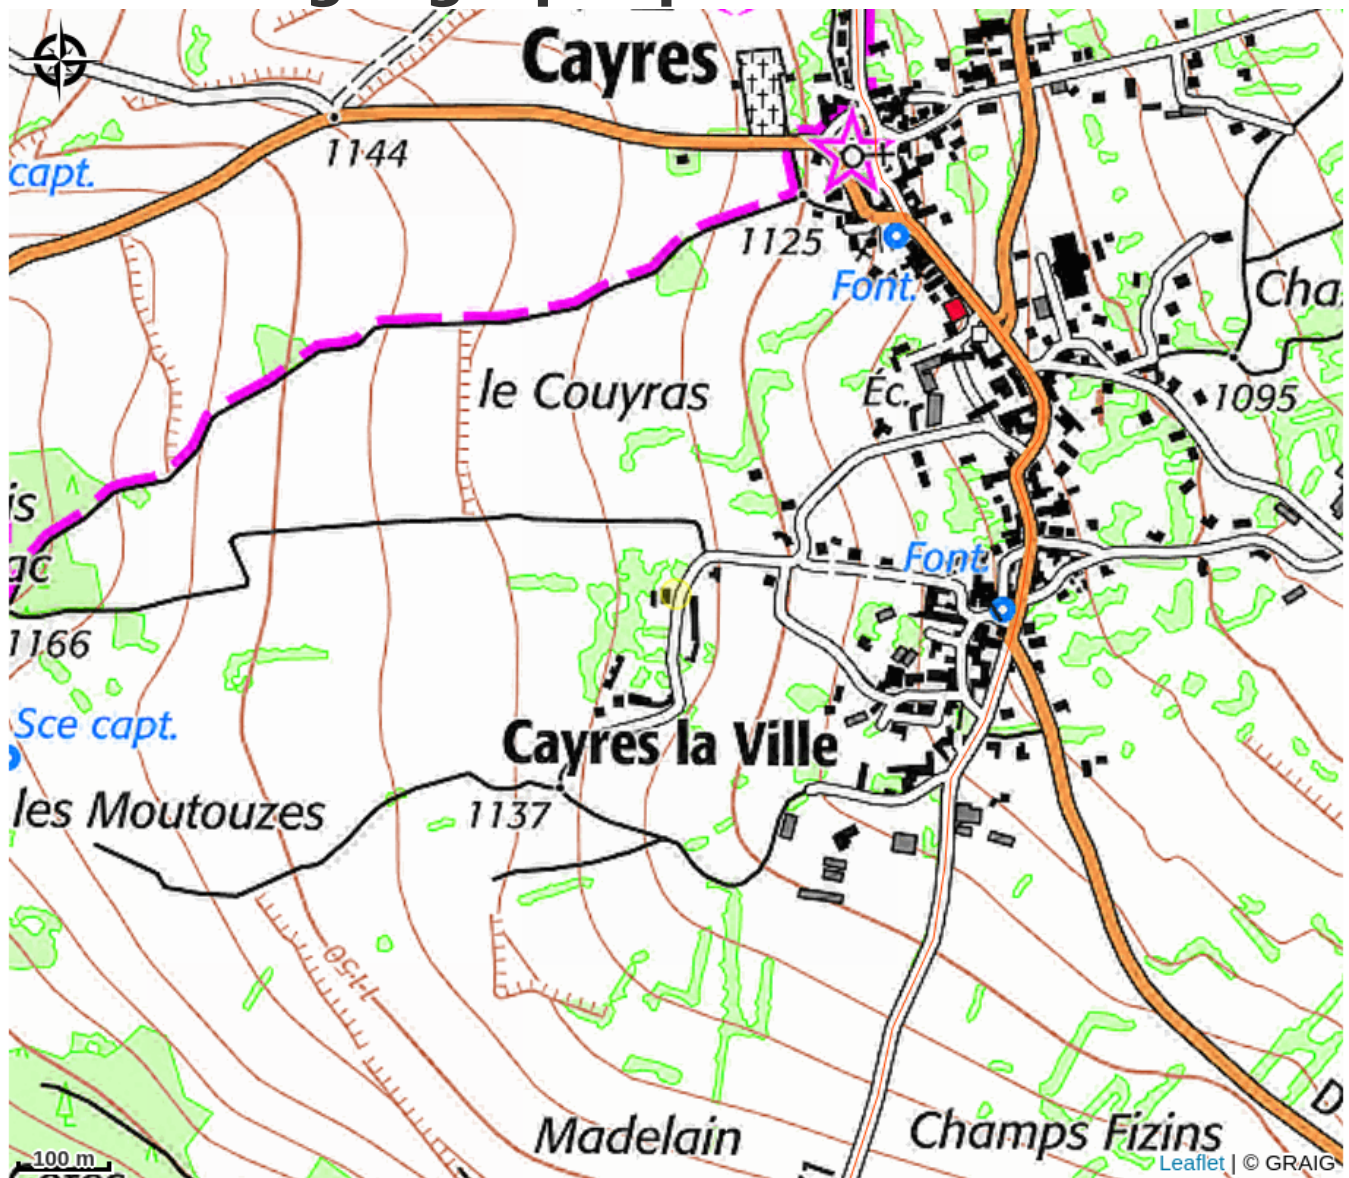 Cayres
1144
capt.
1125
Font.
Cha
le Couyras
Éc.
1095
is
ac
Font.
1166
Sce capt.
Cayres la Ville
les Moutouzes
1137
1150
Madelain
Champs Fizins
D
100 m
1
Leaflet | © GRAIG